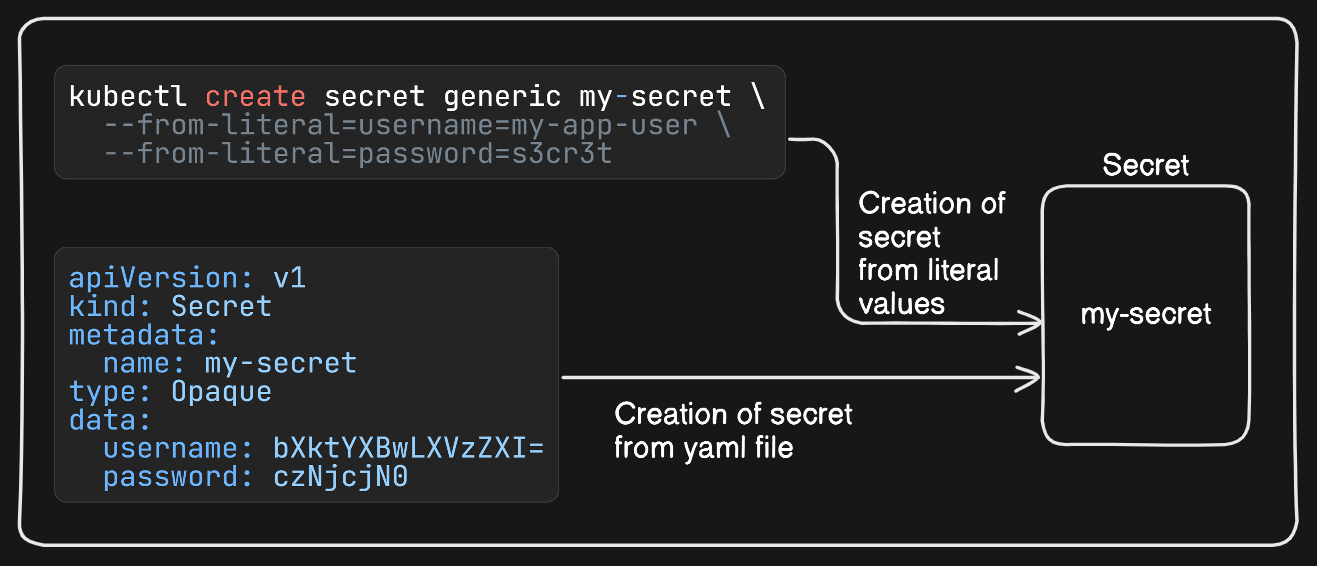 kubectl create secret generic my-secret \
--from-literal=username=my-app-user \
--from-literal=password=s3cr3t
Creation of
secret
from literal
values
Secret
my-secret
apiVersion: v1
kind: Secret
metadata:
name: my-secret
type: Opaque
data:
username: bXktYXBwLXVzZXI=
password: czNjcjN0
Creation of secret
from yaml file